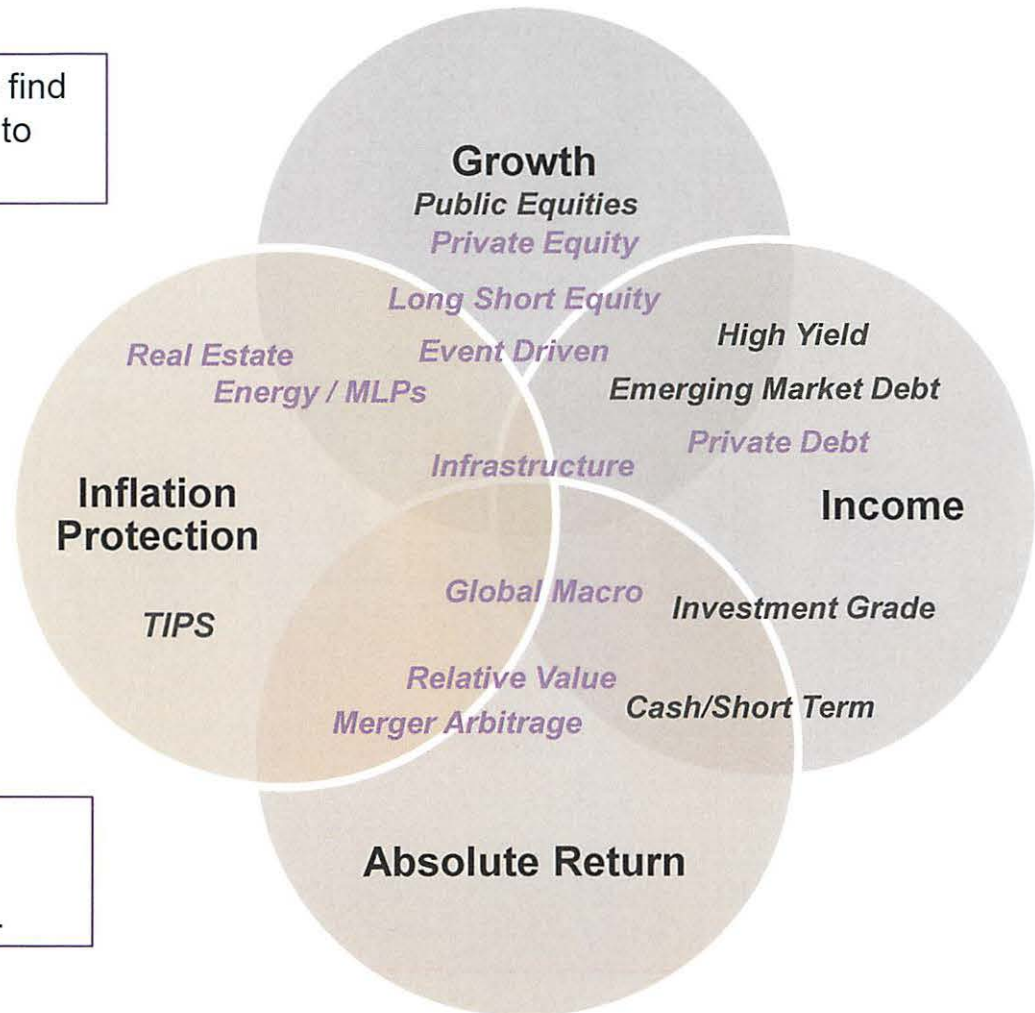 find
to
Growth
Public Equities
Private Equity
Long Short Equity
Real Estate
Event Driven
High Yield
Energy / MLPs
Emerging Market Debt
Private Debt
Infrastructure
Inflation
Protection
Income
Global Macro
Investment Grade
TIPS
Relative Value
Cash/Short Term
Merger Arbitrage
Absolute Return
.